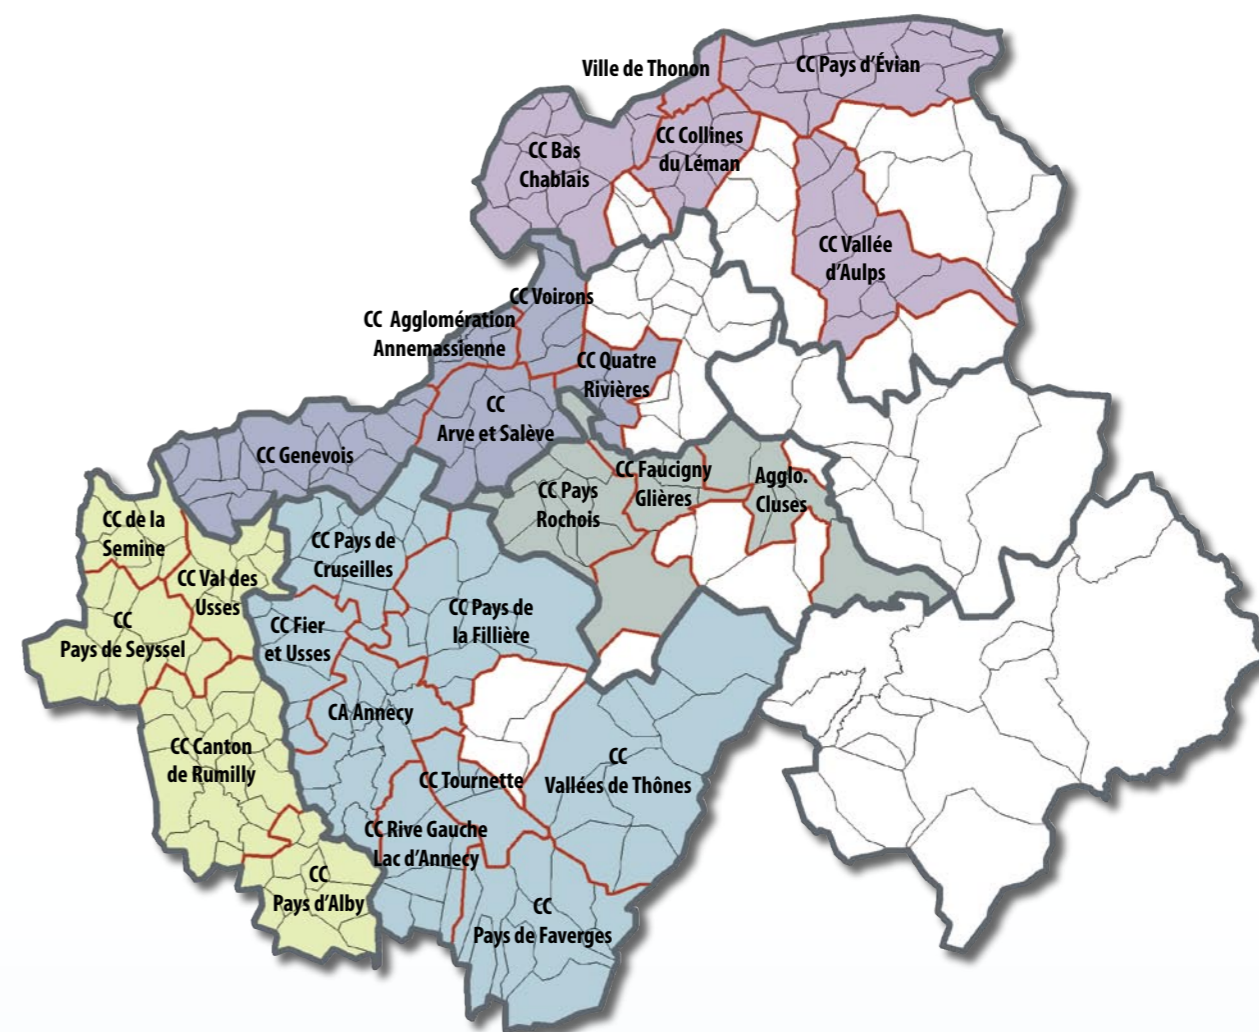 Ville de Thonon
CC Pays d'Évian
CC Collines
du Léman
CC Bas
Chablais
CC Vallée
d'Aulps
CC Voirons
CC Agglomération
Annemassienne
CC Quatre
Rivières
CC
Arve et Salève
CC Genevois
CC Faucigny
Glières
Agglo.
Cluses
CC Pays
Rochois
CC de la
Semine
CC Pays de
Cruseilles
CC Val des
Usses
CC
Pays de Seyssel
CC Fier
et Usses
CC Pays de
la Fillière
CA Annecy
CC Canton
de Rumilly
CC Tournette
CC
Vallées de Thônes
CC Rive Gauche
Lac d'Annecy
CC
Pays d'Alby
CC
Pays de Faverges